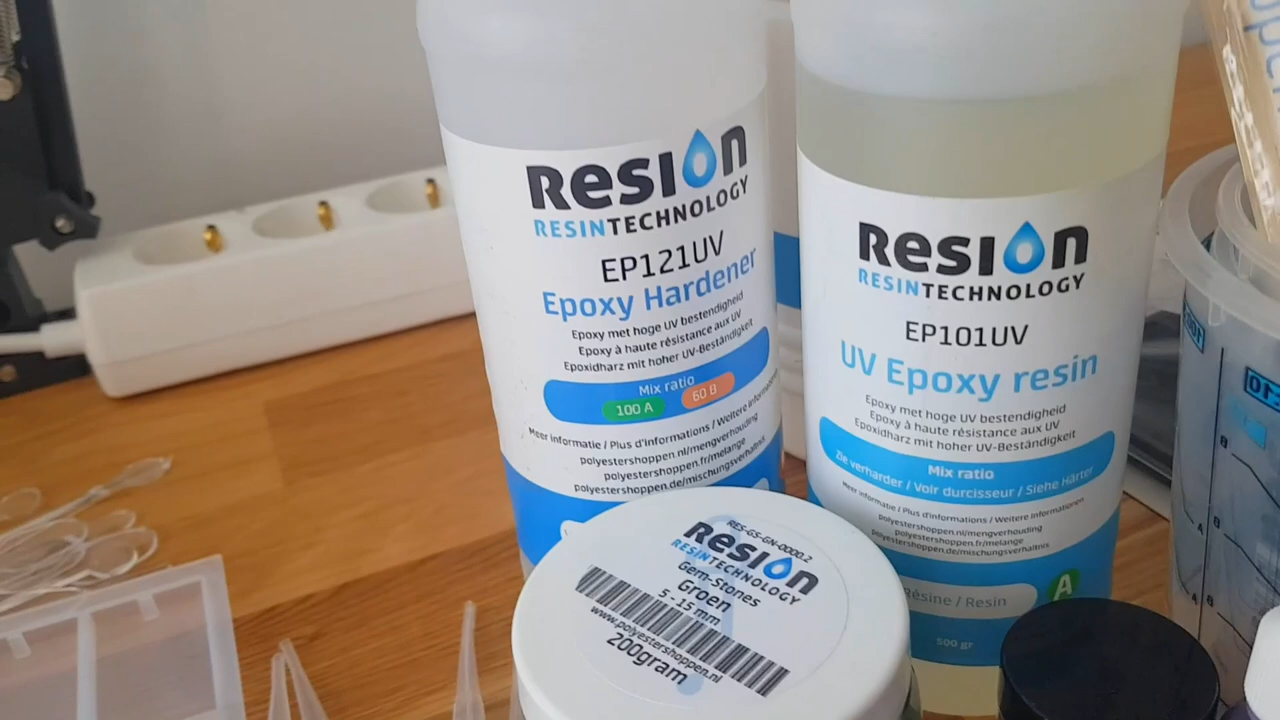 ResIon
RESINTECHNOLOGY
EP121UV
Epoxy Hardener
Epoxy met hoge UV bestendigheid
Epoxy à haute résistance aux UV
Epoxidharz mit hoher UV-Beständigkeit
Mix ratio
100 A
60 B
Meer informatie / Plus d'informations / Weitere Informationen
polyestershoppen.nl/mengverhouding
polyestershoppen.fr/melange
polyestershoppen.de/mischungsverhaltnis
ResIon
RESINTECHNOLOGY
EP101UV
UV Epoxy resin
Epoxy met hoge UV bestendigheid
Epoxy à haute résistance aux UV
Epoxidharz mit hoher UV-Beständigkeit
Mix ratio
Zie verharder / Voir durcisseur / Siehe Härter
Meer informatie / Plus d'informations / Weitere Informationen
polyestershoppen.nl/mengverhouding
polyestershoppen.fr/melange
polyestershoppen.de/mischungsverhaltnis
Résine / Resin
A
500 gr
RES-GS-GN-0000.2
ResIon
RESINTECHNOLOGY
Gem-Stones
Groen
5 - 15 mm
www.polyestershoppen.nl
200gram